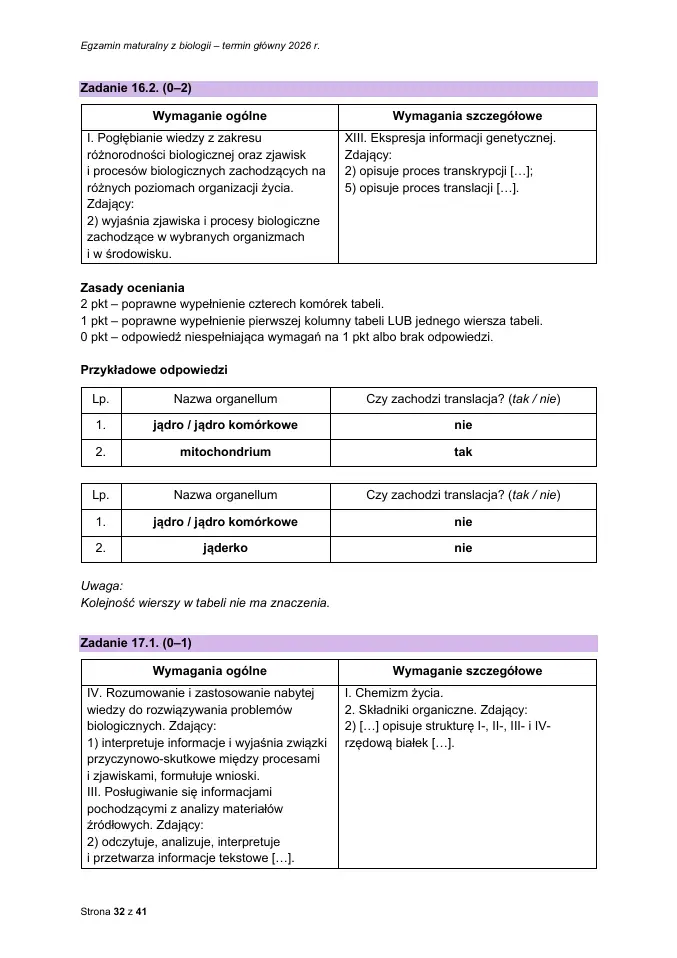 Egzamin maturalny z biologii – termin główny 2026 r.
Zadanie 16.2. (0–2)
Wymaganie ogólne
Wymagania szczegółowe
I. Pogłębianie wiedzy z zakresu
różnorodności biologicznej oraz zjawisk
i procesów biologicznych zachodzących na
różnych poziomach organizacji życia.
Zdający:
2) wyjaśnia zjawiska i procesy biologiczne
zachodzące w wybranych organizmach
i w środowisku.
XIII. Ekspresja informacji genetycznej.
Zdający:
2) opisuje proces transkrypcji […];
5) opisuje proces translacji […].
Zasady oceniania
2 pkt – poprawne wypełnienie czterech komórek tabeli.
1 pkt – poprawne wypełnienie pierwszej kolumny tabeli LUB jednego wiersza tabeli.
0 pkt – odpowiedź niespełniająca wymagań na 1 pkt albo brak odpowiedzi.
Przykładowe odpowiedzi
Lp. Nazwa organellum Czy zachodzi translacja? (tak / nie)
1. jądro / jądro komórkowe nie
2. mitochondrium tak
Lp. Nazwa organellum Czy zachodzi translacja? (tak / nie)
1. jądro / jądro komórkowe nie
2. jąderko nie
Uwaga:
Kolejność wierszy w tabeli nie ma znaczenia.
Zadanie 17.1. (0–1)
Wymagania ogólne
Wymaganie szczegółowe
IV. Rozumowanie i zastosowanie nabytej
wiedzy do rozwiązywania problemów
biologicznych. Zdający:
1) interpretuje informacje i wyjaśnia związki
przyczynowo-skutkowe między procesami
i zjawiskami, formułuje wnioski.
III. Posługiwanie się informacjami
pochodzącymi z analizy materiałów
źródłowych. Zdający:
2) odczytuje, analizuje, interpretuje
i przetwarza informacje tekstowe […].
I. Chemizm życia.
2. Składniki organiczne. Zdający:
2) […] opisuje strukturę I-, II-, III- i IV-
rzędową białek […].
Strona 32 z 41